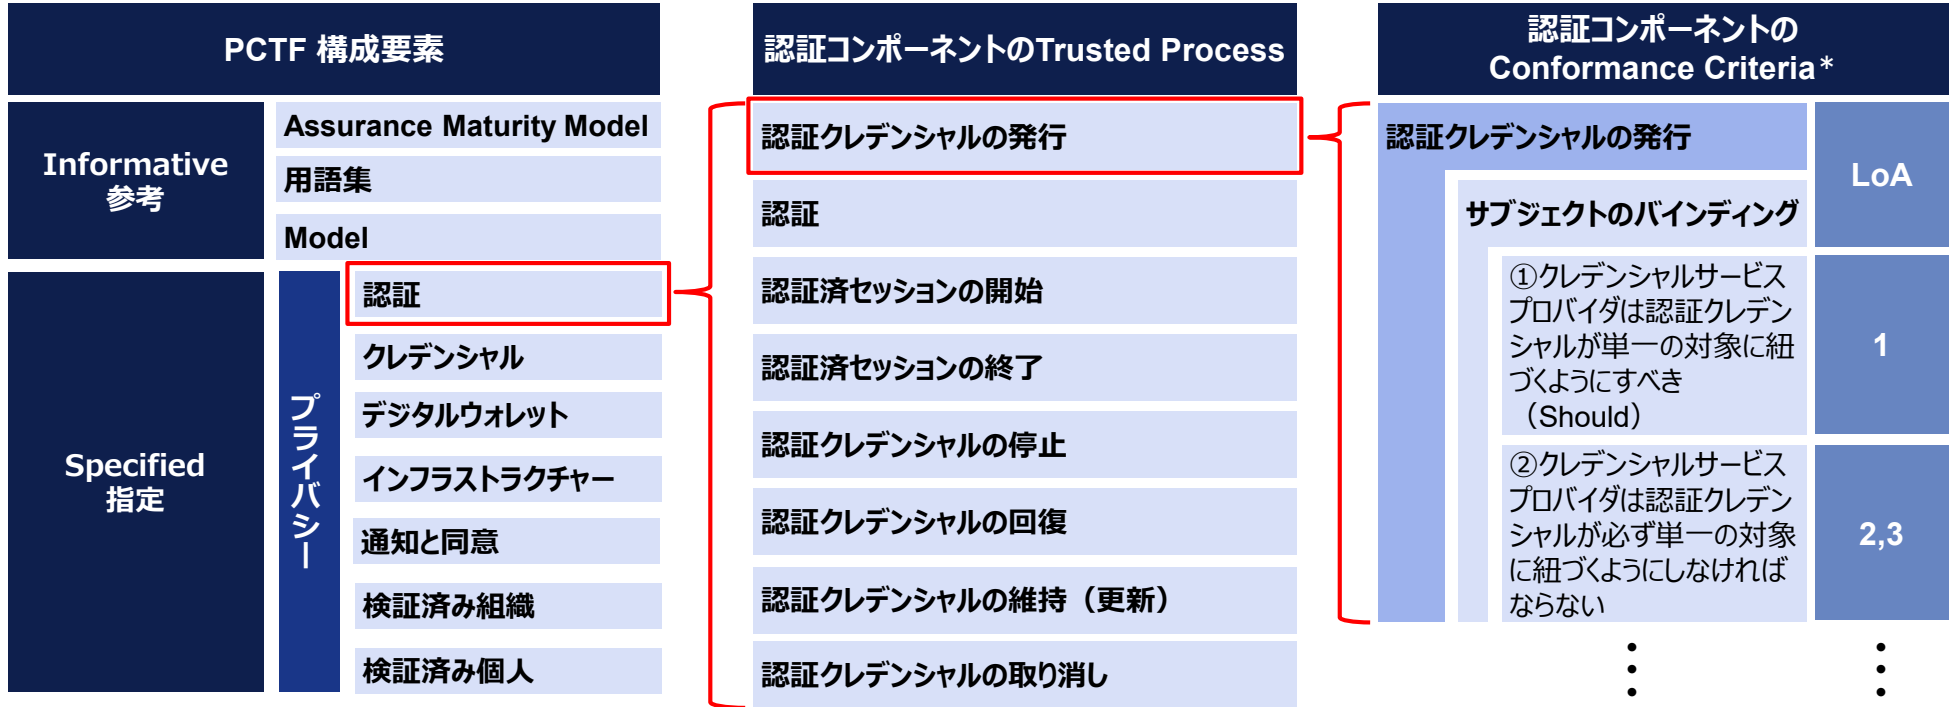 PCTF 構成要素
Informative
参考
Assurance Maturity Model
用語集
Model
Specified
指定
プライバシー
認証
クレデンシャル
デジタルウォレット
インフラストラクチャー
通知と同意
検証済み組織
検証済み個人
認証コンポーネントのTrusted Process
認証クレデンシャルの発行
認証
認証済セッションの開始
認証済セッションの終了
認証クレデンシャルの停止
認証クレデンシャルの回復
認証クレデンシャルの維持（更新）
認証クレデンシャルの取り消し
認証コンポーネントの
Conformance Criteria＊
認証クレデンシャルの発行
LoA
サブジェクトのバインディング
①クレデンシャルサービス
プロバイダは認証クレデン
シャルが単一の対象に紐
づくようにすべき
（Should）
1
②クレデンシャルサービス
プロバイダは認証クレデン
シャルが必ず単一の対象
に紐づくようにしなければ
ならない
2,3